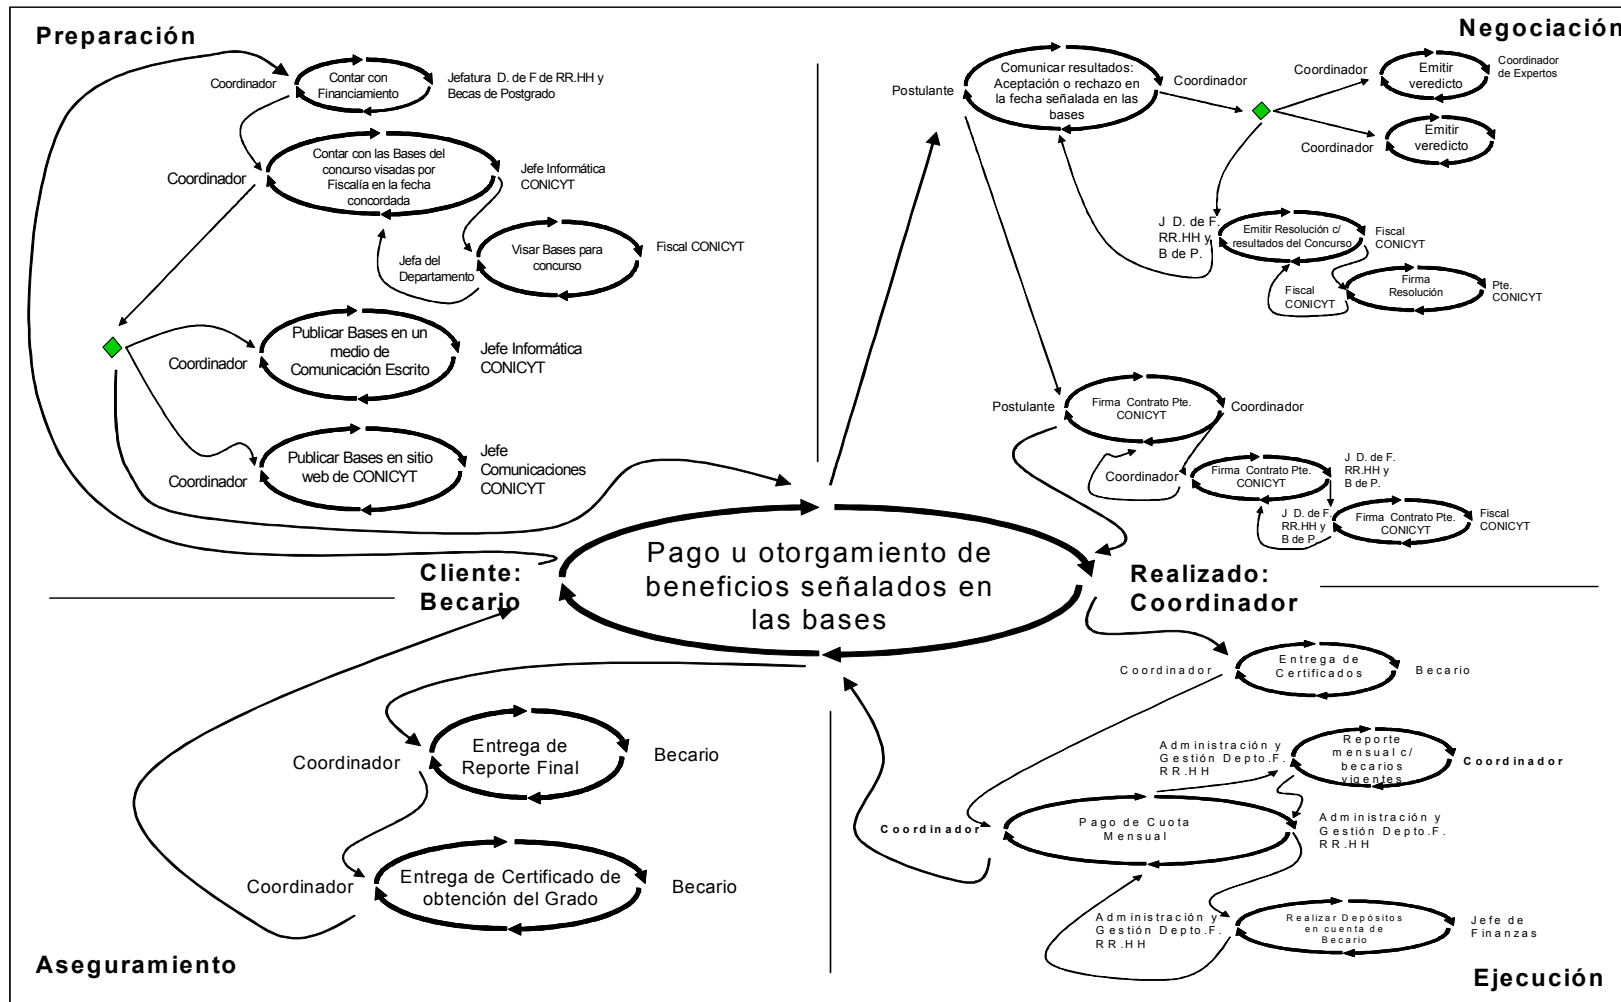 Preparación
Coordinador
Contar con
Financiamiento
Jefatura D. de F de RR.HH y
Becas de Postgrado
Coordinador
Contar con las Bases del
concurso visadas por
Fiscalía en la fecha
concordada
Jefe Informática
CONICYT
Jefa del
Departamento
Visar Bases para
concurso
Fiscal CONICYT
Coordinador
Publicar Bases en un
medio de
Comunicación Escrito
Jefe Informática
CONICYT
Coordinador
Publicar Bases en sitio
web de CONICYT
Jefe
Comunicaciones
CONICYT
Negociación
Postulante
Comunicar resultados:
Aceptación o rechazo en
la fecha señalada en las
bases
Coordinador
Coordinador
Emitir
veredicto
Coordinador
de Expertos
Coordinador
Emitir
veredicto
J D. de F.
RR.HH y
B de P.
Emitir Resolución c/
resultados del Concurso
Fiscal
CONICYT
Fiscal
CONICYT
Firma
Resolución
Pte.
CONICYT
Postulante
Firma Contrato Pte.
CONICYT
Coordinador
Coordinador
Firma Contrato Pte.
CONICYT
J D. de F.
RR.HH y
B de P.
J D. de F.
RR.HH y
B de P.
Firma Contrato Pte.
CONICYT
Fiscal
CONICYT
Cliente:
Becario
Pago u otorgamiento de
beneficios señalados en
las bases
Realizado:
Coordinador
Coordinador
Entrega de
Reporte Final
Becario
Coordinador
Entrega de Certificado de
obtención del Grado
Becario
Aseguramiento
Coordinador
Entrega de
Certificados
Becario
Administración y
Gestión Depto.F.
RR.HH
Reporte
mensual c/
becarios
vigentes
Coordinador
Coordinador
Pago de Cuota
Mensual
Administración y
Gestión Depto.F.
RR.HH
Administración y
Gestión Depto.F.
RR.HH
Realizar Depósitos
en cuenta de
Becario
Jefe de
Finanzas
Ejecución